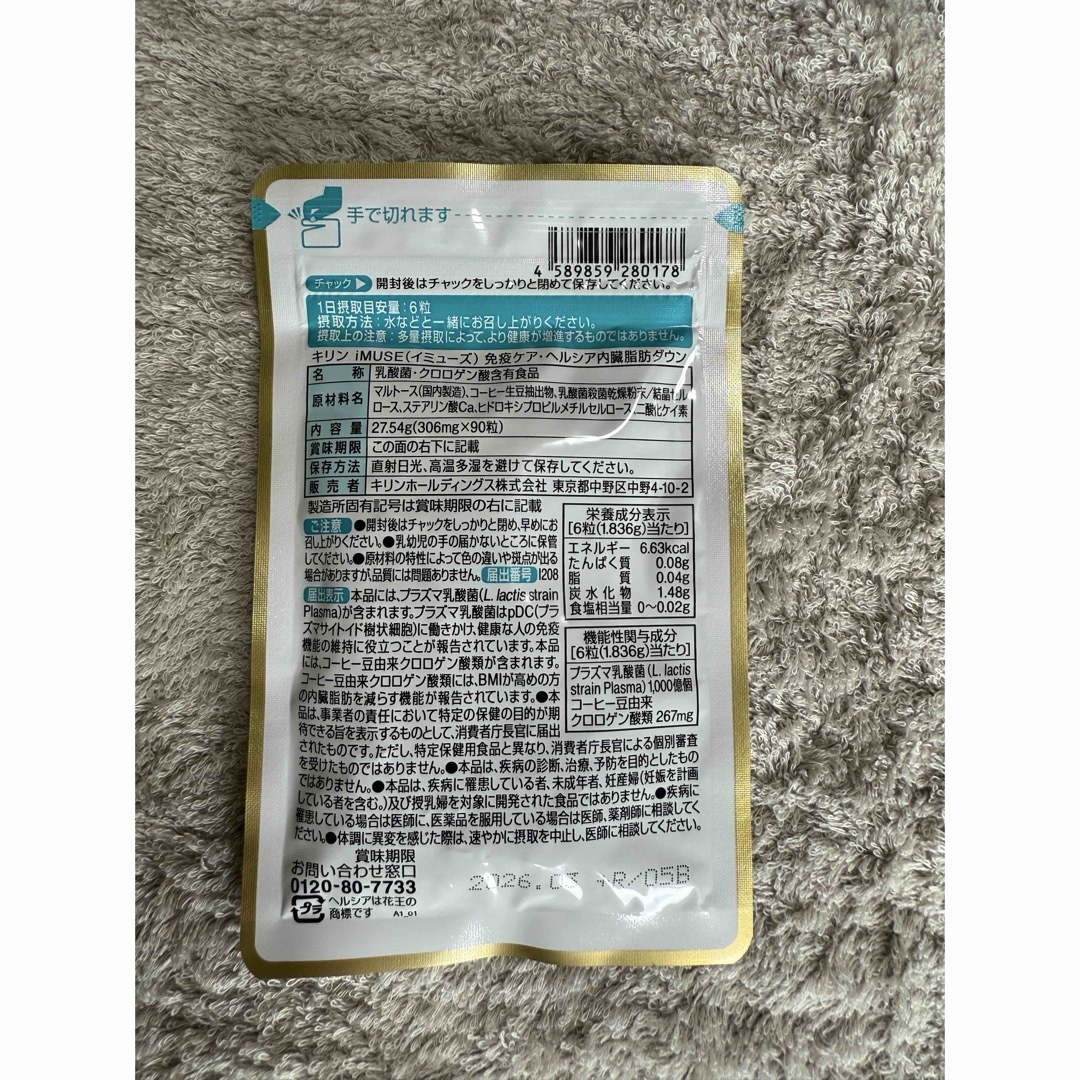 手で切れます
4 589859 280178
チャック 開封後はチャックをしっかりと閉めて保存してください。
1日摂取目安量:6粒
摂取方法:水などと一緒にお召し上がりください。
摂取上の注意:多量摂取によって、より健康が増進するものではありません。
キリン iMUSE(イミューズ) 免疫ケア・ヘルシア内臓脂肪ダウン
名称 乳酸菌・クロロゲン酸含有食品
原材料名 マルトース(国内製造)、コーヒー生豆抽出物、乳酸菌殺菌乾燥粉末/結晶セル
ロース、ステアリン酸Ca、ヒドロキシプロピルメチルセルロース、二酸化ケイ素
内容量 27.54g(306mg×90粒)
賞味期限 この面の右下に記載
保存方法 直射日光、高温多湿を避けて保存してください。
販売者 キリンホールディングス株式会社 東京都中野区中野4-10-2
製造所固有記号は賞味期限の右に記載
ご注意 ●開封後はチャックをしっかりと閉め、早めにお
召し上がりください。●乳幼児の手の届かないところに保管
してください。●原材料の特性によって色の違いや斑点が出る
場合がありますが、品質には問題ありません。 届出番号 I208
届出表示 本品には、プラズマ乳酸菌(L. lactis strain
Plasma)が含まれます。プラズマ乳酸菌はpDC(プラ
ズマサイトイド樹状細胞)に働きかけ、健康な人の免疫
機能の維持に役立つことが報告されています。本品
には、コーヒー豆由来クロロゲン酸類が含まれます。
コーヒー豆由来クロロゲン酸類には、BMIが高めの方
の内臓脂肪を減らす機能が報告されています。●本
品は、事業者の責任において特定の保健の目的が期
待できる旨を表示するものとして、消費者庁長官に届出
されたものです。ただし、特定保健用食品と異なり、消費者庁長官による個別審査
を受けたものではありません。●本品は、疾病の診断、治療、予防を目的としたもの
ではありません。●本品は、疾病に罹患している者、未成年者、妊産婦(妊娠を計画
している者を含む。)及び授乳婦を対象に開発された食品ではありません。●疾病に
罹患している場合は医師に、医薬品を服用している場合は医師、薬剤師に相談してく
ださい。●体調に異変を感じた際は、速やかに摂取を中止し、医師に相談してください。
栄養成分表示
[6粒(1.836g)当たり]
エネルギー 6.63kcal
たんぱく質 0.08g
脂質 0.04g
炭水化物 1.48g
食塩相当量 0〜0.02g
機能性関与成分
[6粒(1.836g)当たり]
プラズマ乳酸菌(L. lactis
strain Plasma) 1,000億個
コーヒー豆由来
クロロゲン酸類 267mg
賞味期限
お問い合わせ窓口
0120-80-7733
プラ
ヘルシアは花王の
商標です A1_01